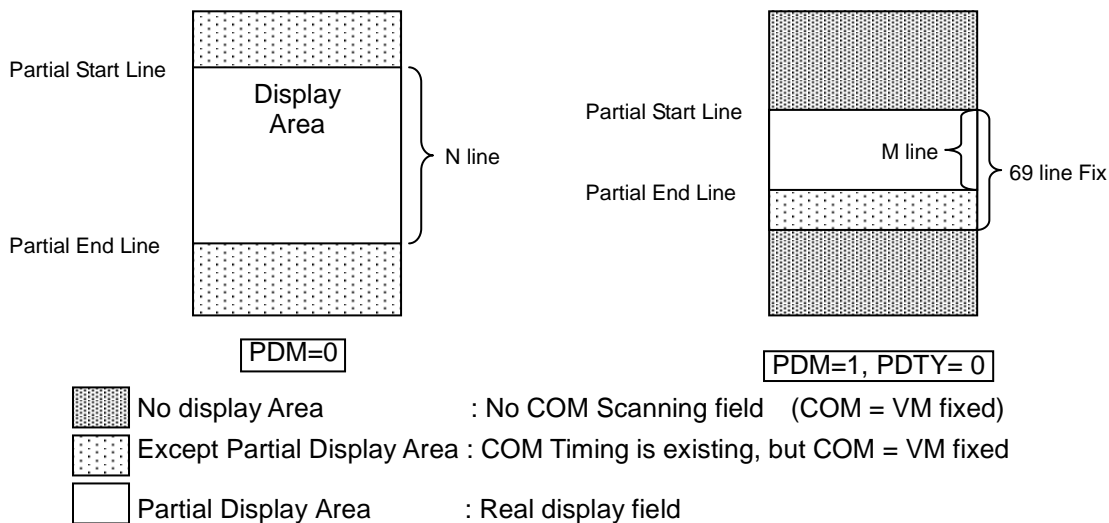 Partial Start Line
Display
Area
N line
Partial End Line
PDM=0
Partial Start Line
M line
69 line Fix
Partial End Line
PDM=1, PDTY= 0
No display Area : No COM Scanning field (COM = VM fixed)
Except Partial Display Area : COM Timing is existing, but COM = VM fixed
Partial Display Area : Real display field